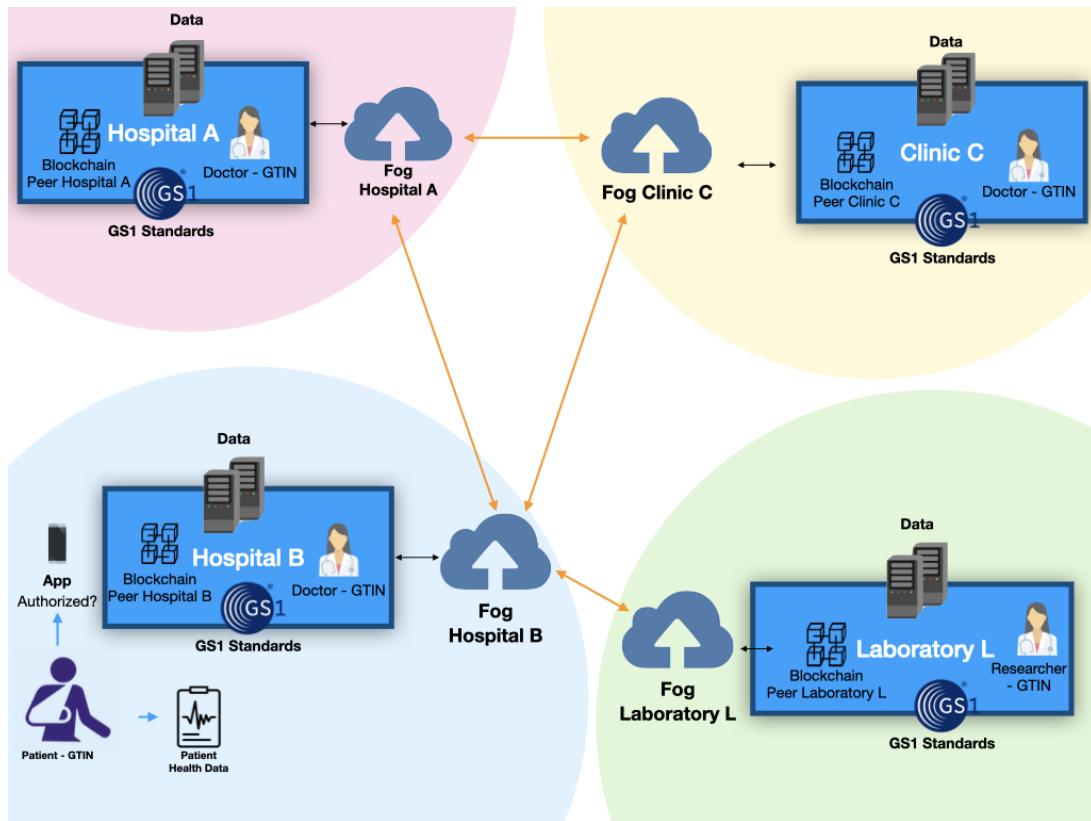 Data
Hospital A
Blockchain
Peer Hospital A
Doctor - GTIN
GS1
GS1 Standards
Fog
Hospital A
Fog Clinic C
Data
Clinic C
Blockchain
Peer Clinic C
Doctor - GTIN
GS1
GS1 Standards
Data
Hospital B
Blockchain
Peer Hospital B
Doctor - GTIN
GS1
GS1 Standards
App
Authorized?
Patient - GTIN
Patient
Health Data
Fog
Hospital B
Fog
Laboratory L
Data
Laboratory L
Blockchain
Peer Laboratory L
Researcher
- GTIN
GS1
GS1 Standards